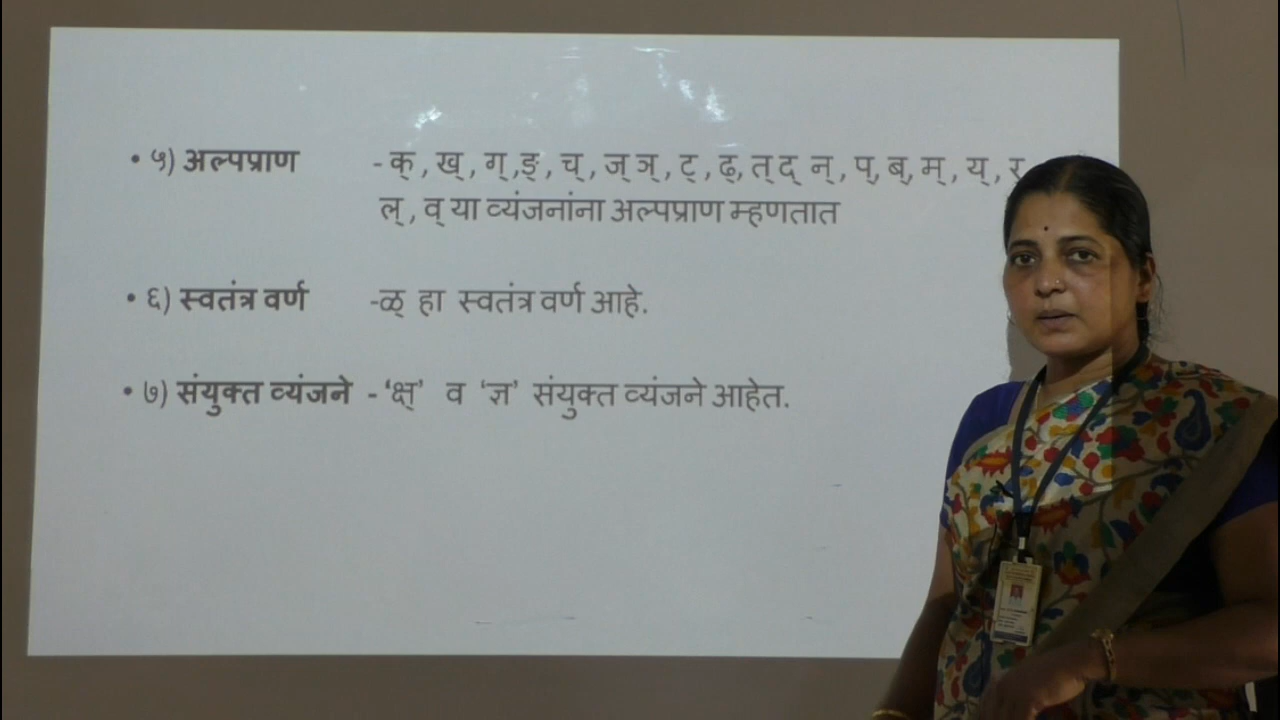 • ५) अल्पप्राण - क् , ख् , ग् ,ङ् , च् , ज् ञ् , ट् , ढ्, त् द् न् , प्, ब्, म् , य् , र्
ल् , व् या व्यंजनांना अल्पप्राण म्हणतात
• ६) स्वतंत्र वर्ण -ळ् हा स्वतंत्र वर्ण आहे.
• ७) संयुक्त व्यंजने - ‘क्ष्’ व ‘ज्ञ’ संयुक्त व्यंजने आहेत.